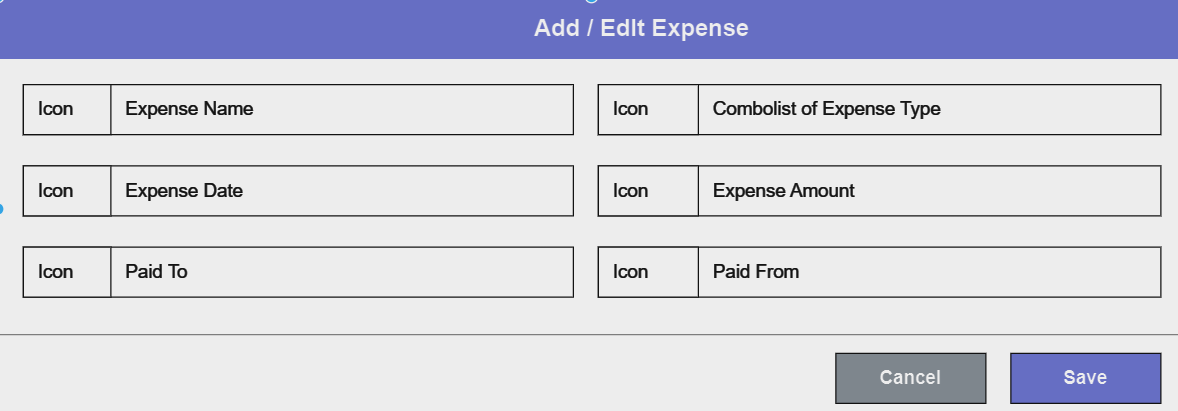 Add / EdIt Expense
Icon Expense Name Icon Combolist of Expense Type
Icon Expense Date Icon Expense Amount
Icon Paid To Icon Paid From
Cancel Save